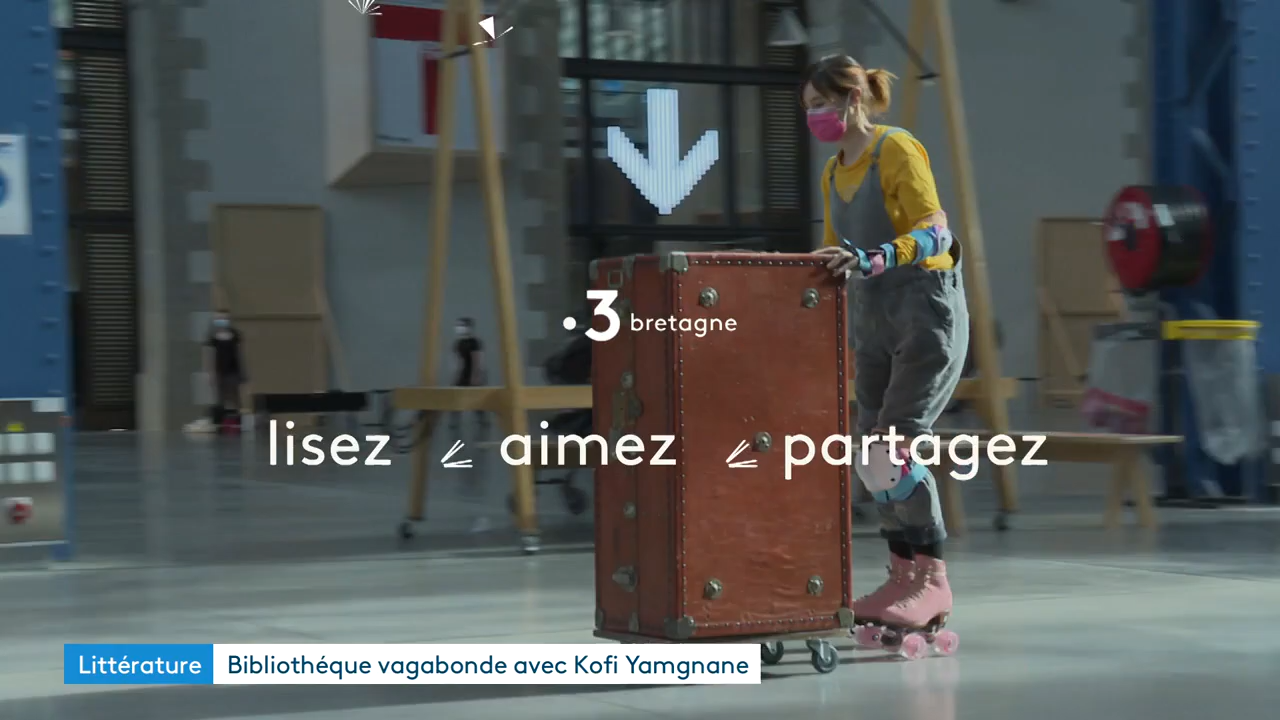 3 bretagne
lisez aimez partagez
Littérature Bibliothéque vagabonde avec Kofi Yamgnane